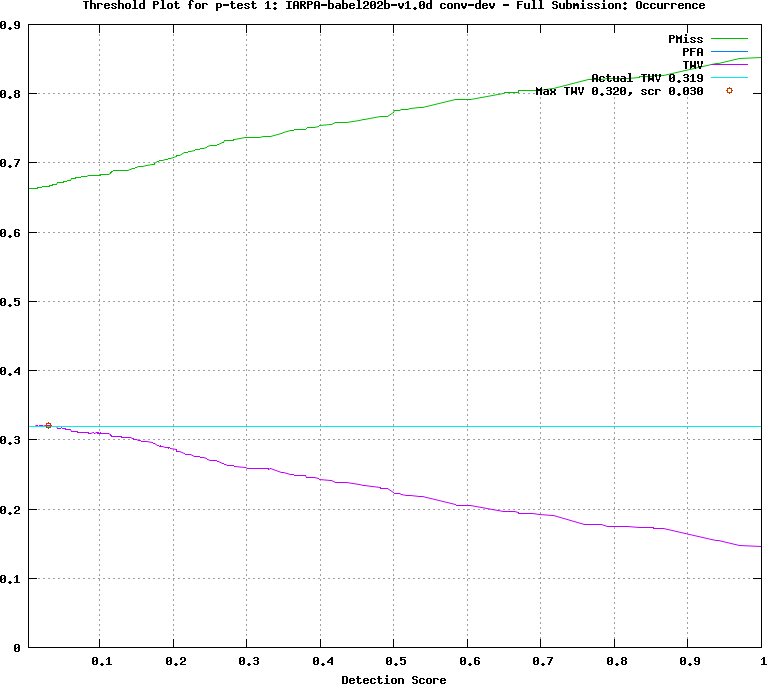 Threshold Plot for p-test 1: IARPA-babel202b-v1.0d conv-dev - Full Submission: Occurrence
0.9
PMiss
PFA
TWV
Actual TWV 0.319
Max TWV 0.320, scr 0.030
0.8
0.7
0.6
0.5
0.4
0.3
0.2
0.1
0
0.1 0.2 0.3 0.4 0.5 0.6 0.7 0.8 0.9 1
Detection Score